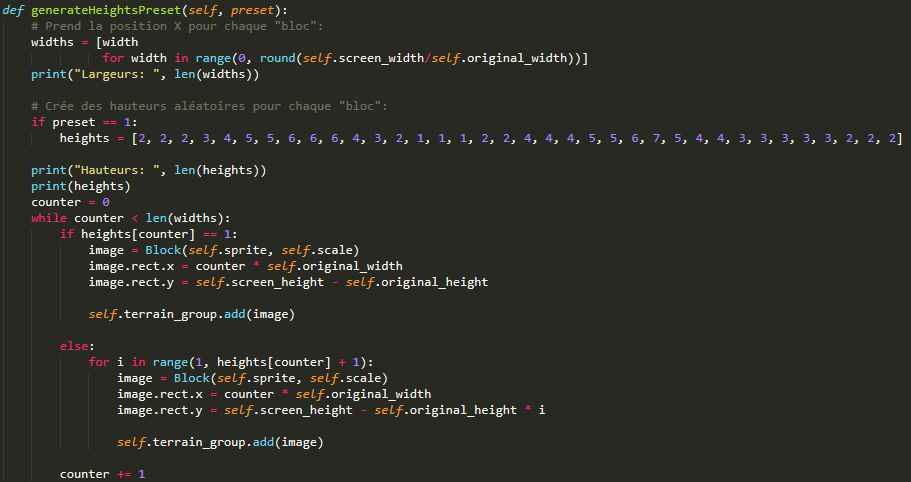 def generateHeightsPreset(self, preset):
    # Prend la position X pour chaque "bloc":
    widths = [width
              for width in range(0, round(self.screen_width/self.original_width))]
    print("Largeurs: ", len(widths))

    # Crée des hauteurs aléatoires pour chaque "bloc":
    if preset == 1:
        heights = [2, 2, 2, 3, 4, 5, 5, 6, 6, 6, 4, 3, 2, 1, 1, 1, 2, 2, 4, 4, 4, 5, 5, 6, 7, 5, 4, 4, 3, 3, 3, 3, 3, 2, 2, 2]

    print("Hauteurs: ", len(heights))
    print(heights)
    counter = 0
    while counter < len(widths):
        if heights[counter] == 1:
            image = Block(self.sprite, self.scale)
            image.rect.x = counter * self.original_width
            image.rect.y = self.screen_height - self.original_height

            self.terrain_group.add(image)

        else:
            for i in range(1, heights[counter] + 1):
                image = Block(self.sprite, self.scale)
                image.rect.x = counter * self.original_width
                image.rect.y = self.screen_height - self.original_height * i

                self.terrain_group.add(image)

        counter += 1